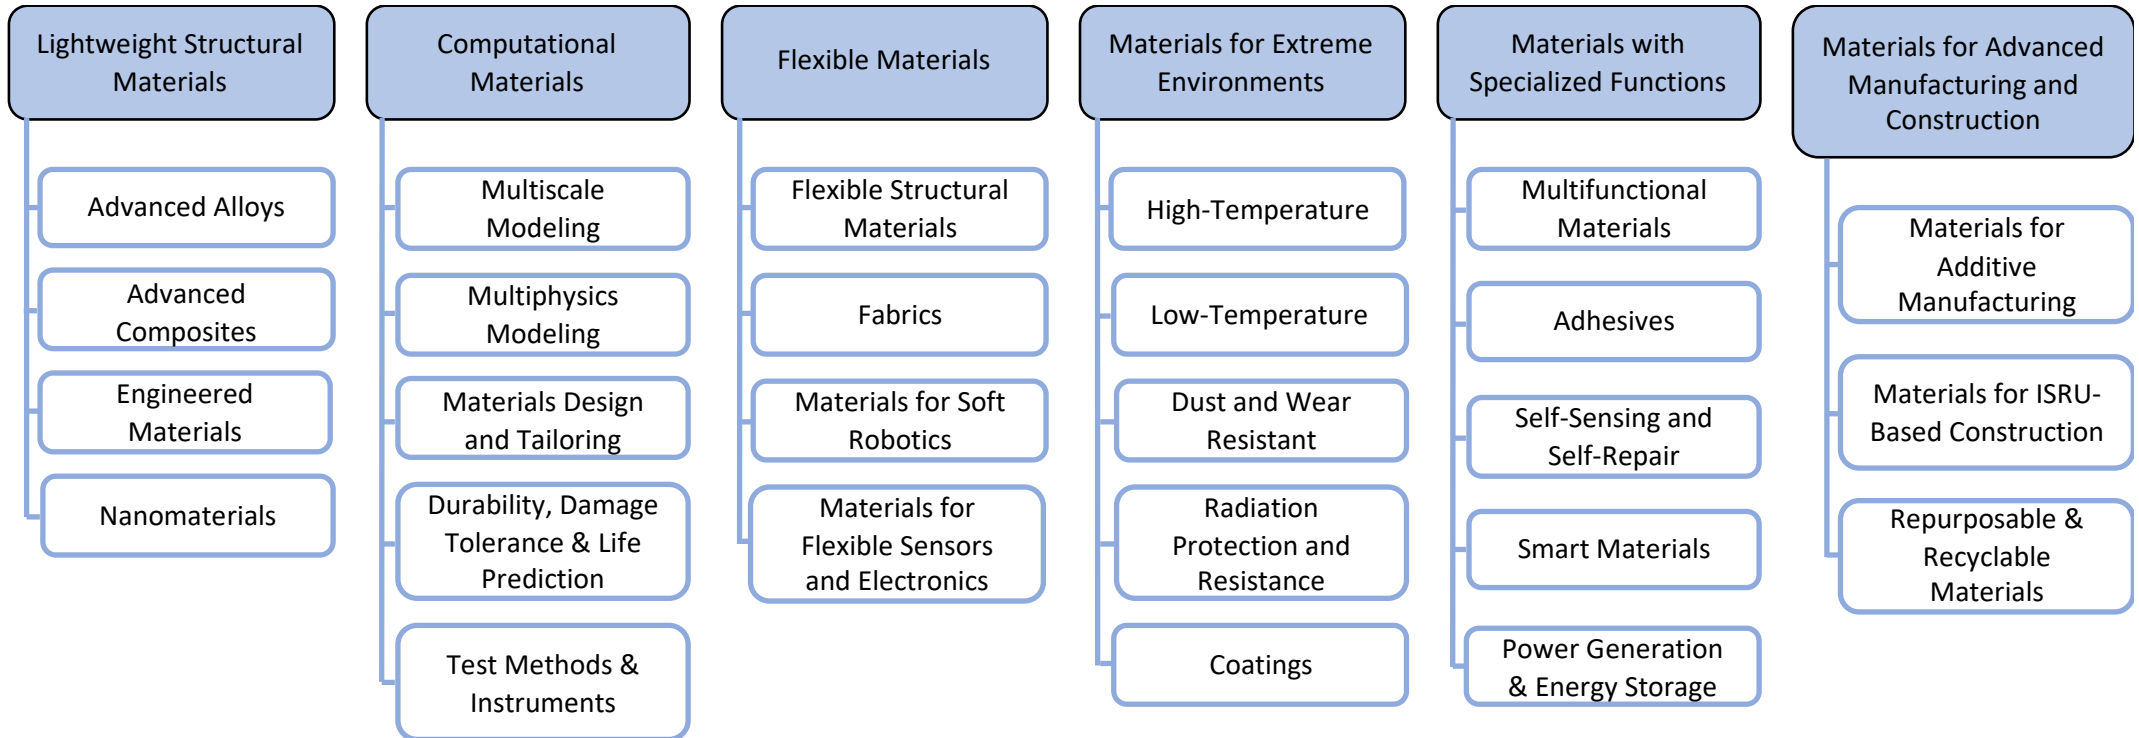 Lightweight Structural
Materials
Advanced Alloys
Advanced
Composites
Engineered
Materials
Nanomaterials
Computational
Materials
Multiscale
Modeling
Multiphysics
Modeling
Materials Design
and Tailoring
Durability, Damage
Tolerance & Life
Prediction
Test Methods &
Instruments
Flexible Materials
Flexible Structural
Materials
Fabrics
Materials for Soft
Robotics
Materials for
Flexible Sensors
and Electronics
Materials for Extreme
Environments
High-Temperature
Low-Temperature
Dust and Wear
Resistant
Radiation
Protection and
Resistance
Coatings
Materials with
Specialized Functions
Multifunctional
Materials
Adhesives
Self-Sensing and
Self-Repair
Smart Materials
Power Generation
& Energy Storage
Materials for Advanced
Manufacturing and
Construction
Materials for
Additive
Manufacturing
Materials for ISRU-
Based Construction
Repurposable &
Recyclable
Materials